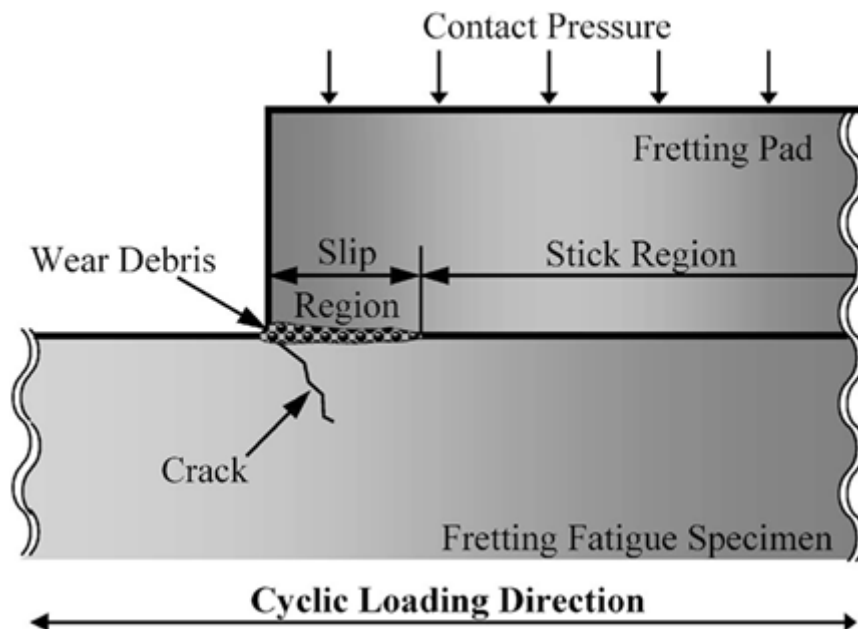 Contact Pressure
Fretting Pad
Wear Debris
Slip
Region
Stick Region
Crack
Fretting Fatigue Specimen
Cyclic Loading Direction